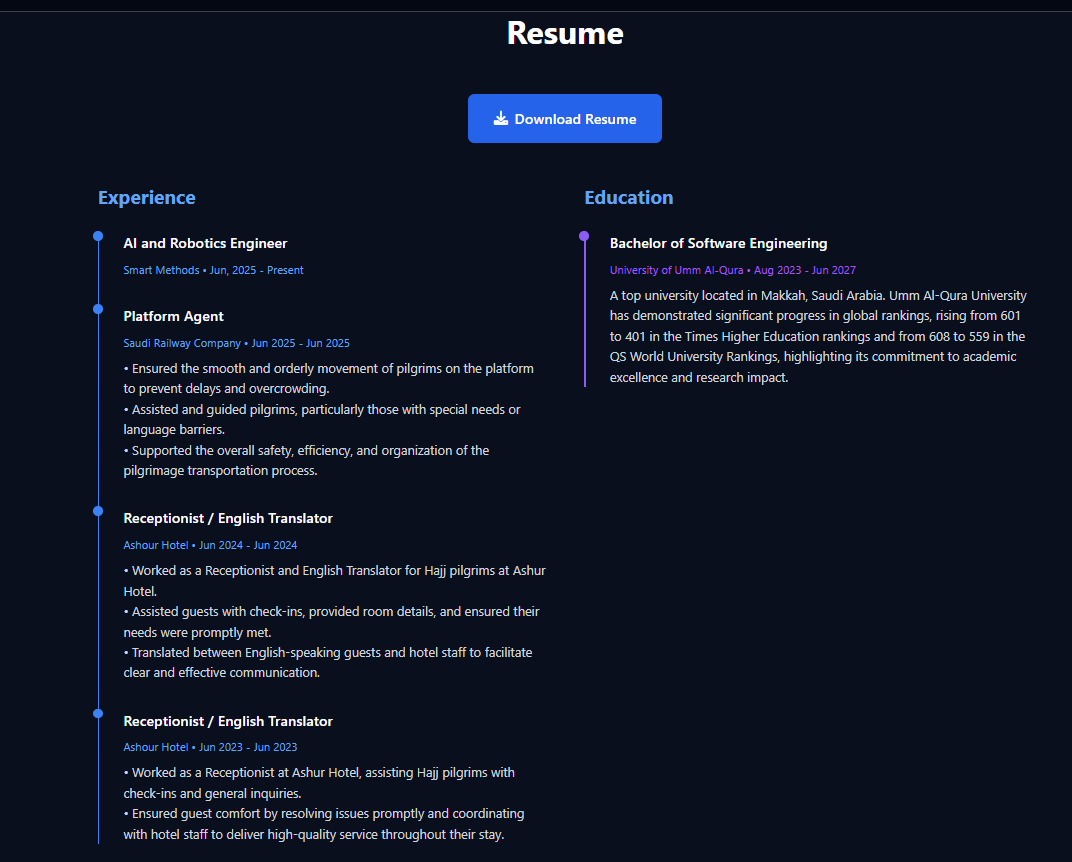 Resume
Download Resume
Experience
AI and Robotics Engineer
Smart Methods • Jun, 2025 - Present
Platform Agent
Saudi Railway Company • Jun 2025 - Jun 2025
• Ensured the smooth and orderly movement of pilgrims on the platform
to prevent delays and overcrowding.
• Assisted and guided pilgrims, particularly those with special needs or
language barriers.
• Supported the overall safety, efficiency, and organization of the
pilgrimage transportation process.
Receptionist / English Translator
Ashour Hotel • Jun 2024 - Jun 2024
• Worked as a Receptionist and English Translator for Hajj pilgrims at Ashur
Hotel.
• Assisted guests with check-ins, provided room details, and ensured their
needs were promptly met.
• Translated between English-speaking guests and hotel staff to facilitate
clear and effective communication.
Receptionist / English Translator
Ashour Hotel • Jun 2023 - Jun 2023
• Worked as a Receptionist at Ashur Hotel, assisting Hajj pilgrims with
check-ins and general inquiries.
• Ensured guest comfort by resolving issues promptly and coordinating
with hotel staff to deliver high-quality service throughout their stay.
Education
Bachelor of Software Engineering
University of Umm Al-Qura • Aug 2023 - Jun 2027
A top university located in Makkah, Saudi Arabia. Umm Al-Qura University
has demonstrated significant progress in global rankings, rising from 601
to 401 in the Times Higher Education rankings and from 608 to 559 in the
QS World University Rankings, highlighting its commitment to academic
excellence and research impact.